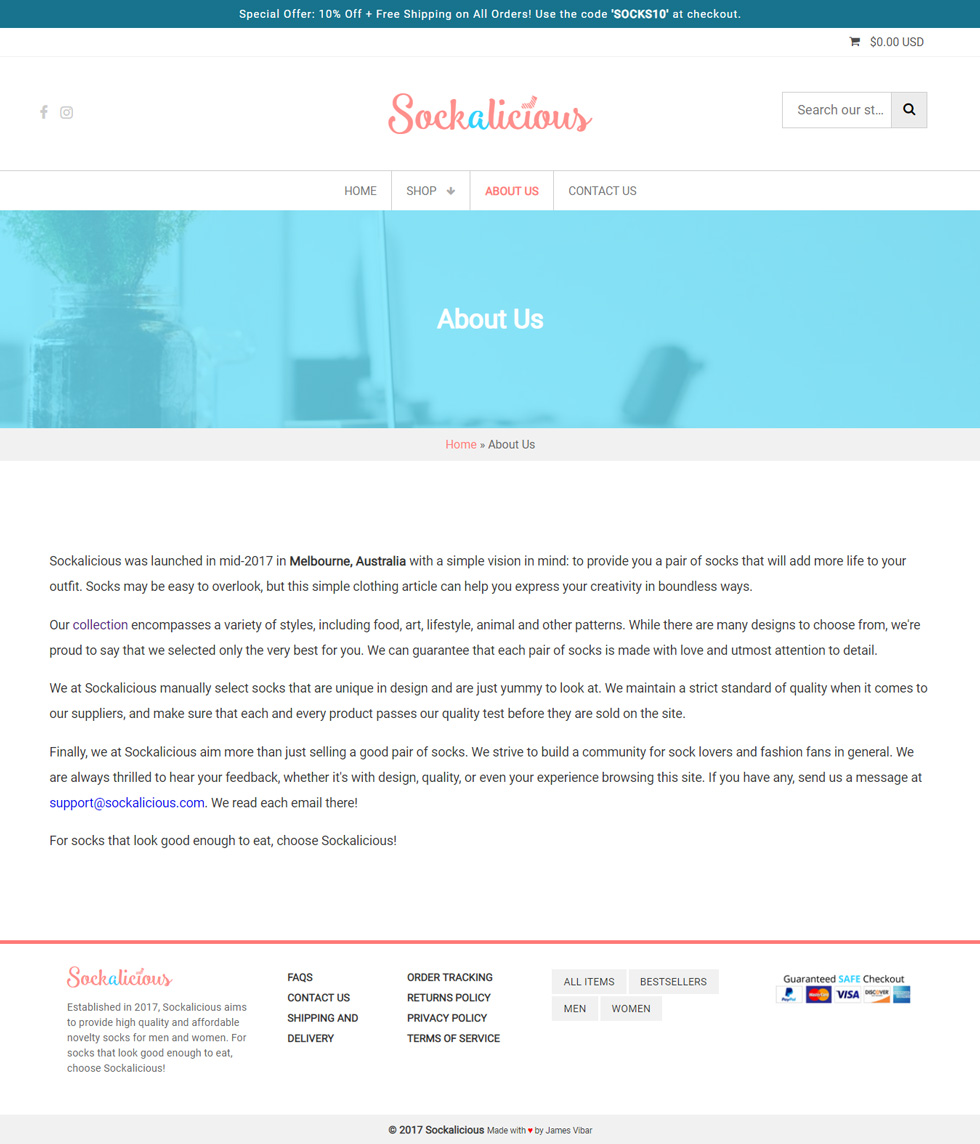 Special Offer: 10% Off + Free Shipping on All Orders! Use the code 'SOCKS10' at checkout.
$0.00 USD
Sockalicious
Search our st...
HOME SHOP ABOUT US CONTACT US
About Us
Home » About Us
Sockalicious was launched in mid-2017 in Melbourne, Australia with a simple vision in mind: to provide you a pair of socks that will add more life to your
outfit. Socks may be easy to overlook, but this simple clothing article can help you express your creativity in boundless ways.
Our collection encompasses a variety of styles, including food, art, lifestyle, animal and other patterns. While there are many designs to choose from, we're
proud to say that we selected only the very best for you. We can guarantee that each pair of socks is made with love and utmost attention to detail.
We at Sockalicious manually select socks that are unique in design and are just yummy to look at. We maintain a strict standard of quality when it comes to
our suppliers, and make sure that each and every product passes our quality test before they are sold on the site.
Finally, we at Sockalicious aim more than just selling a good pair of socks. We strive to build a community for sock lovers and fashion fans in general. We
are always thrilled to hear your feedback, whether it's with design, quality, or even your experience browsing this site. If you have any, send us a message at
support@sockalicious.com. We read each email there!
For socks that look good enough to eat, choose Sockalicious!
Sockalicious
Established in 2017, Sockalicious aims
to provide high quality and affordable
novelty socks for men and women. For
socks that look good enough to eat,
choose Sockalicious!
FAQS
CONTACT US
SHIPPING AND
DELIVERY
ORDER TRACKING
RETURNS POLICY
PRIVACY POLICY
TERMS OF SERVICE
ALL ITEMS BESTSELLERS
MEN WOMEN
Guaranteed SAFE Checkout
PayPal MasterCard VISA DISCOVER
© 2017 Sockalicious Made with ♥ by James Vibar